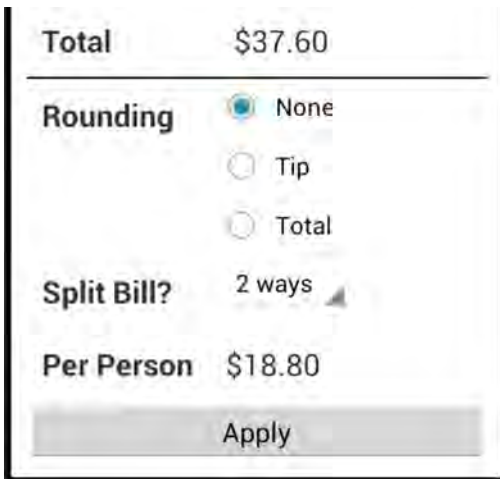 Total $37.60
Rounding None
Tip
Total
Split Bill? 2 ways
Per Person $18.80
Apply